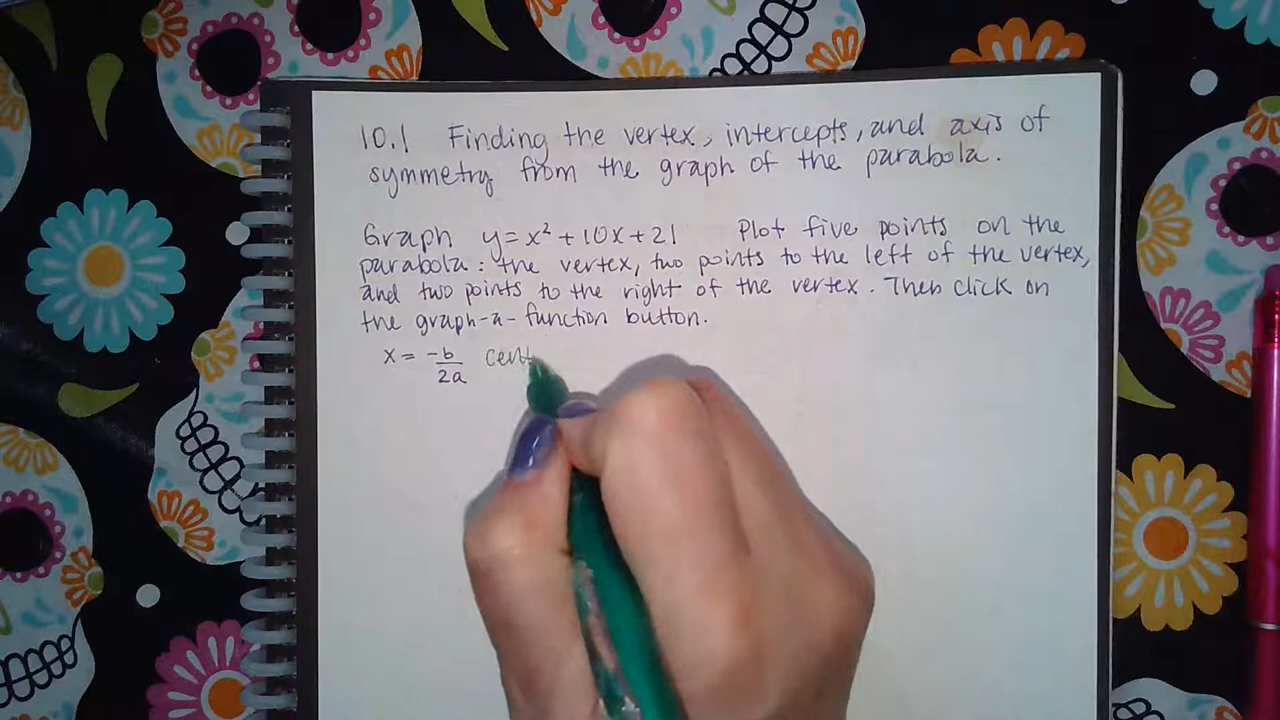 10.1 Finding the vertex, intercepts, and axis of
symmetry from the graph of the parabola.
Graph y = x² + 10x + 21 Plot five points on the
parabola: the vertex, two points to the left of the vertex,
and two points to the right of the vertex. Then click on
the graph-a-function button.
x = -b/2a cent